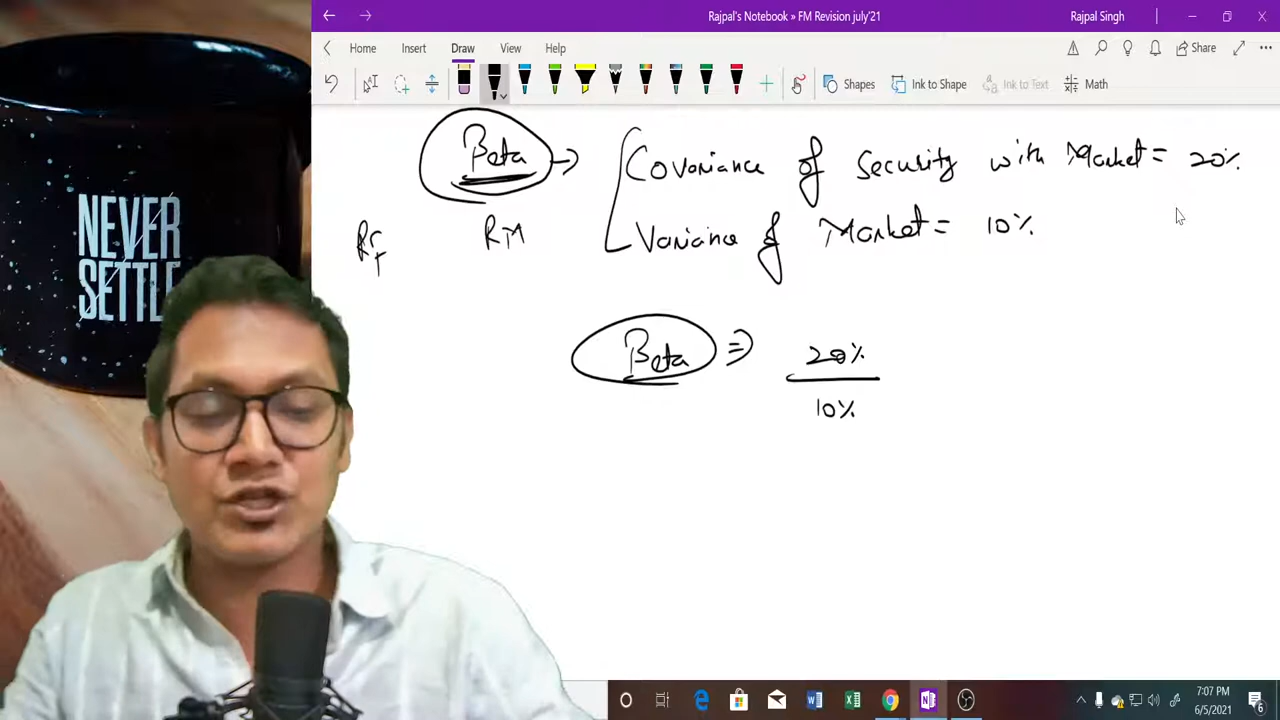 Rajpal's Notebook » FM Revision july'21
Rajpal Singh
Home Insert Draw View Help
Share
Shapes
Ink to Shape
Ink to Text
Math
Beta → Covariance of Security with Market = 20%
Rf RM Variance of Market = 10%
Beta ⇒ 20%
10%
NEVER
SETTLE
7:07 PM
6/5/2021
6